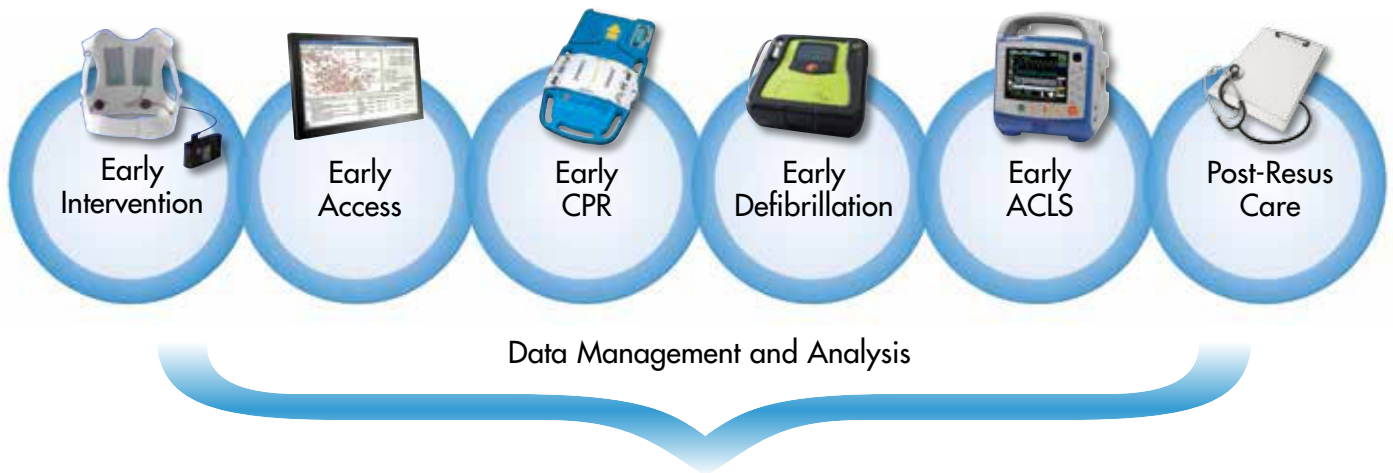 Early
Intervention
Early
Access
Early
CPR
Early
Defibrillation
Early
ACLS
Post-Resus
Care
Data Management and Analysis